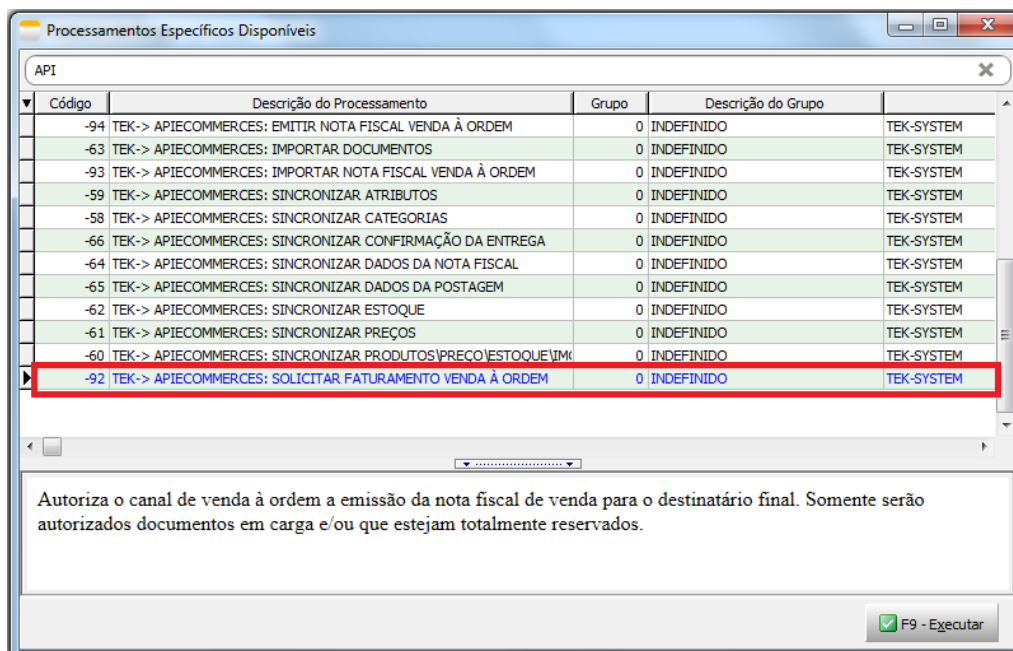 Processamentos Específicos Disponíveis
API
Código Descrição do Processamento Grupo Descrição do Grupo
-94 TEK-> APIECOMMERCES: EMITIR NOTA FISCAL VENDA À ORDEM 0 INDEFINIDO TEK-SYSTEM
-63 TEK-> APIECOMMERCES: IMPORTAR DOCUMENTOS 0 INDEFINIDO TEK-SYSTEM
-93 TEK-> APIECOMMERCES: IMPORTAR NOTA FISCAL VENDA À ORDEM 0 INDEFINIDO TEK-SYSTEM
-59 TEK-> APIECOMMERCES: SINCRONIZAR ATRIBUTOS 0 INDEFINIDO TEK-SYSTEM
-58 TEK-> APIECOMMERCES: SINCRONIZAR CATEGORIAS 0 INDEFINIDO TEK-SYSTEM
-66 TEK-> APIECOMMERCES: SINCRONIZAR CONFIRMAÇÃO DA ENTREGA 0 INDEFINIDO TEK-SYSTEM
-64 TEK-> APIECOMMERCES: SINCRONIZAR DADOS DA NOTA FISCAL 0 INDEFINIDO TEK-SYSTEM
-65 TEK-> APIECOMMERCES: SINCRONIZAR DADOS DA POSTAGEM 0 INDEFINIDO TEK-SYSTEM
-62 TEK-> APIECOMMERCES: SINCRONIZAR ESTOQUE 0 INDEFINIDO TEK-SYSTEM
-61 TEK-> APIECOMMERCES: SINCRONIZAR PREÇOS 0 INDEFINIDO TEK-SYSTEM
-60 TEK-> APIECOMMERCES: SINCRONIZAR PRODUTOS\PREÇO\ESTOQUE\IM 0 INDEFINIDO TEK-SYSTEM
-92 TEK-> APIECOMMERCES: SOLICITAR FATURAMENTO VENDA À ORDEM 0 INDEFINIDO TEK-SYSTEM
Autoriza o canal de venda à ordem a emissão da nota fiscal de venda para o destinatário final. Somente serão
autorizados documentos em carga e/ou que estejam totalmente reservados.
F9 - Executar